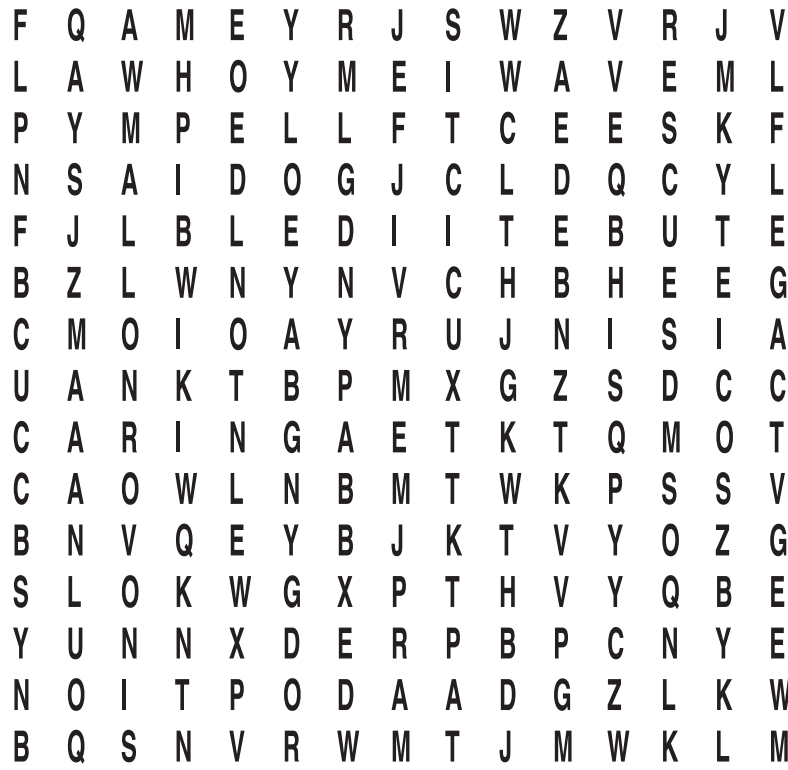 F Q A M E Y R J S W Z V R J V
L A W H O Y M E I W A V E M L
P Y M P E L L F T C E E S K F
N S A I D O G J C L D Q C Y L
F J L B L E D I I T E B U T E
B Z L W N Y N V C H B H E E G
C M O I O A Y R U J N I S I A
U A N K T B P M X G Z S D C C
C A R I N G A E T K T Q M O T
C A O W L N B M T W K P S S V
B N V Q E Y B J K T V Y O Z G
S L O K W G X P T H V Y Q B E
Y U N N X D E R P B P C N Y E
N O I T P O D A A D G Z L K W
B Q S N V R W M T J M W K L M